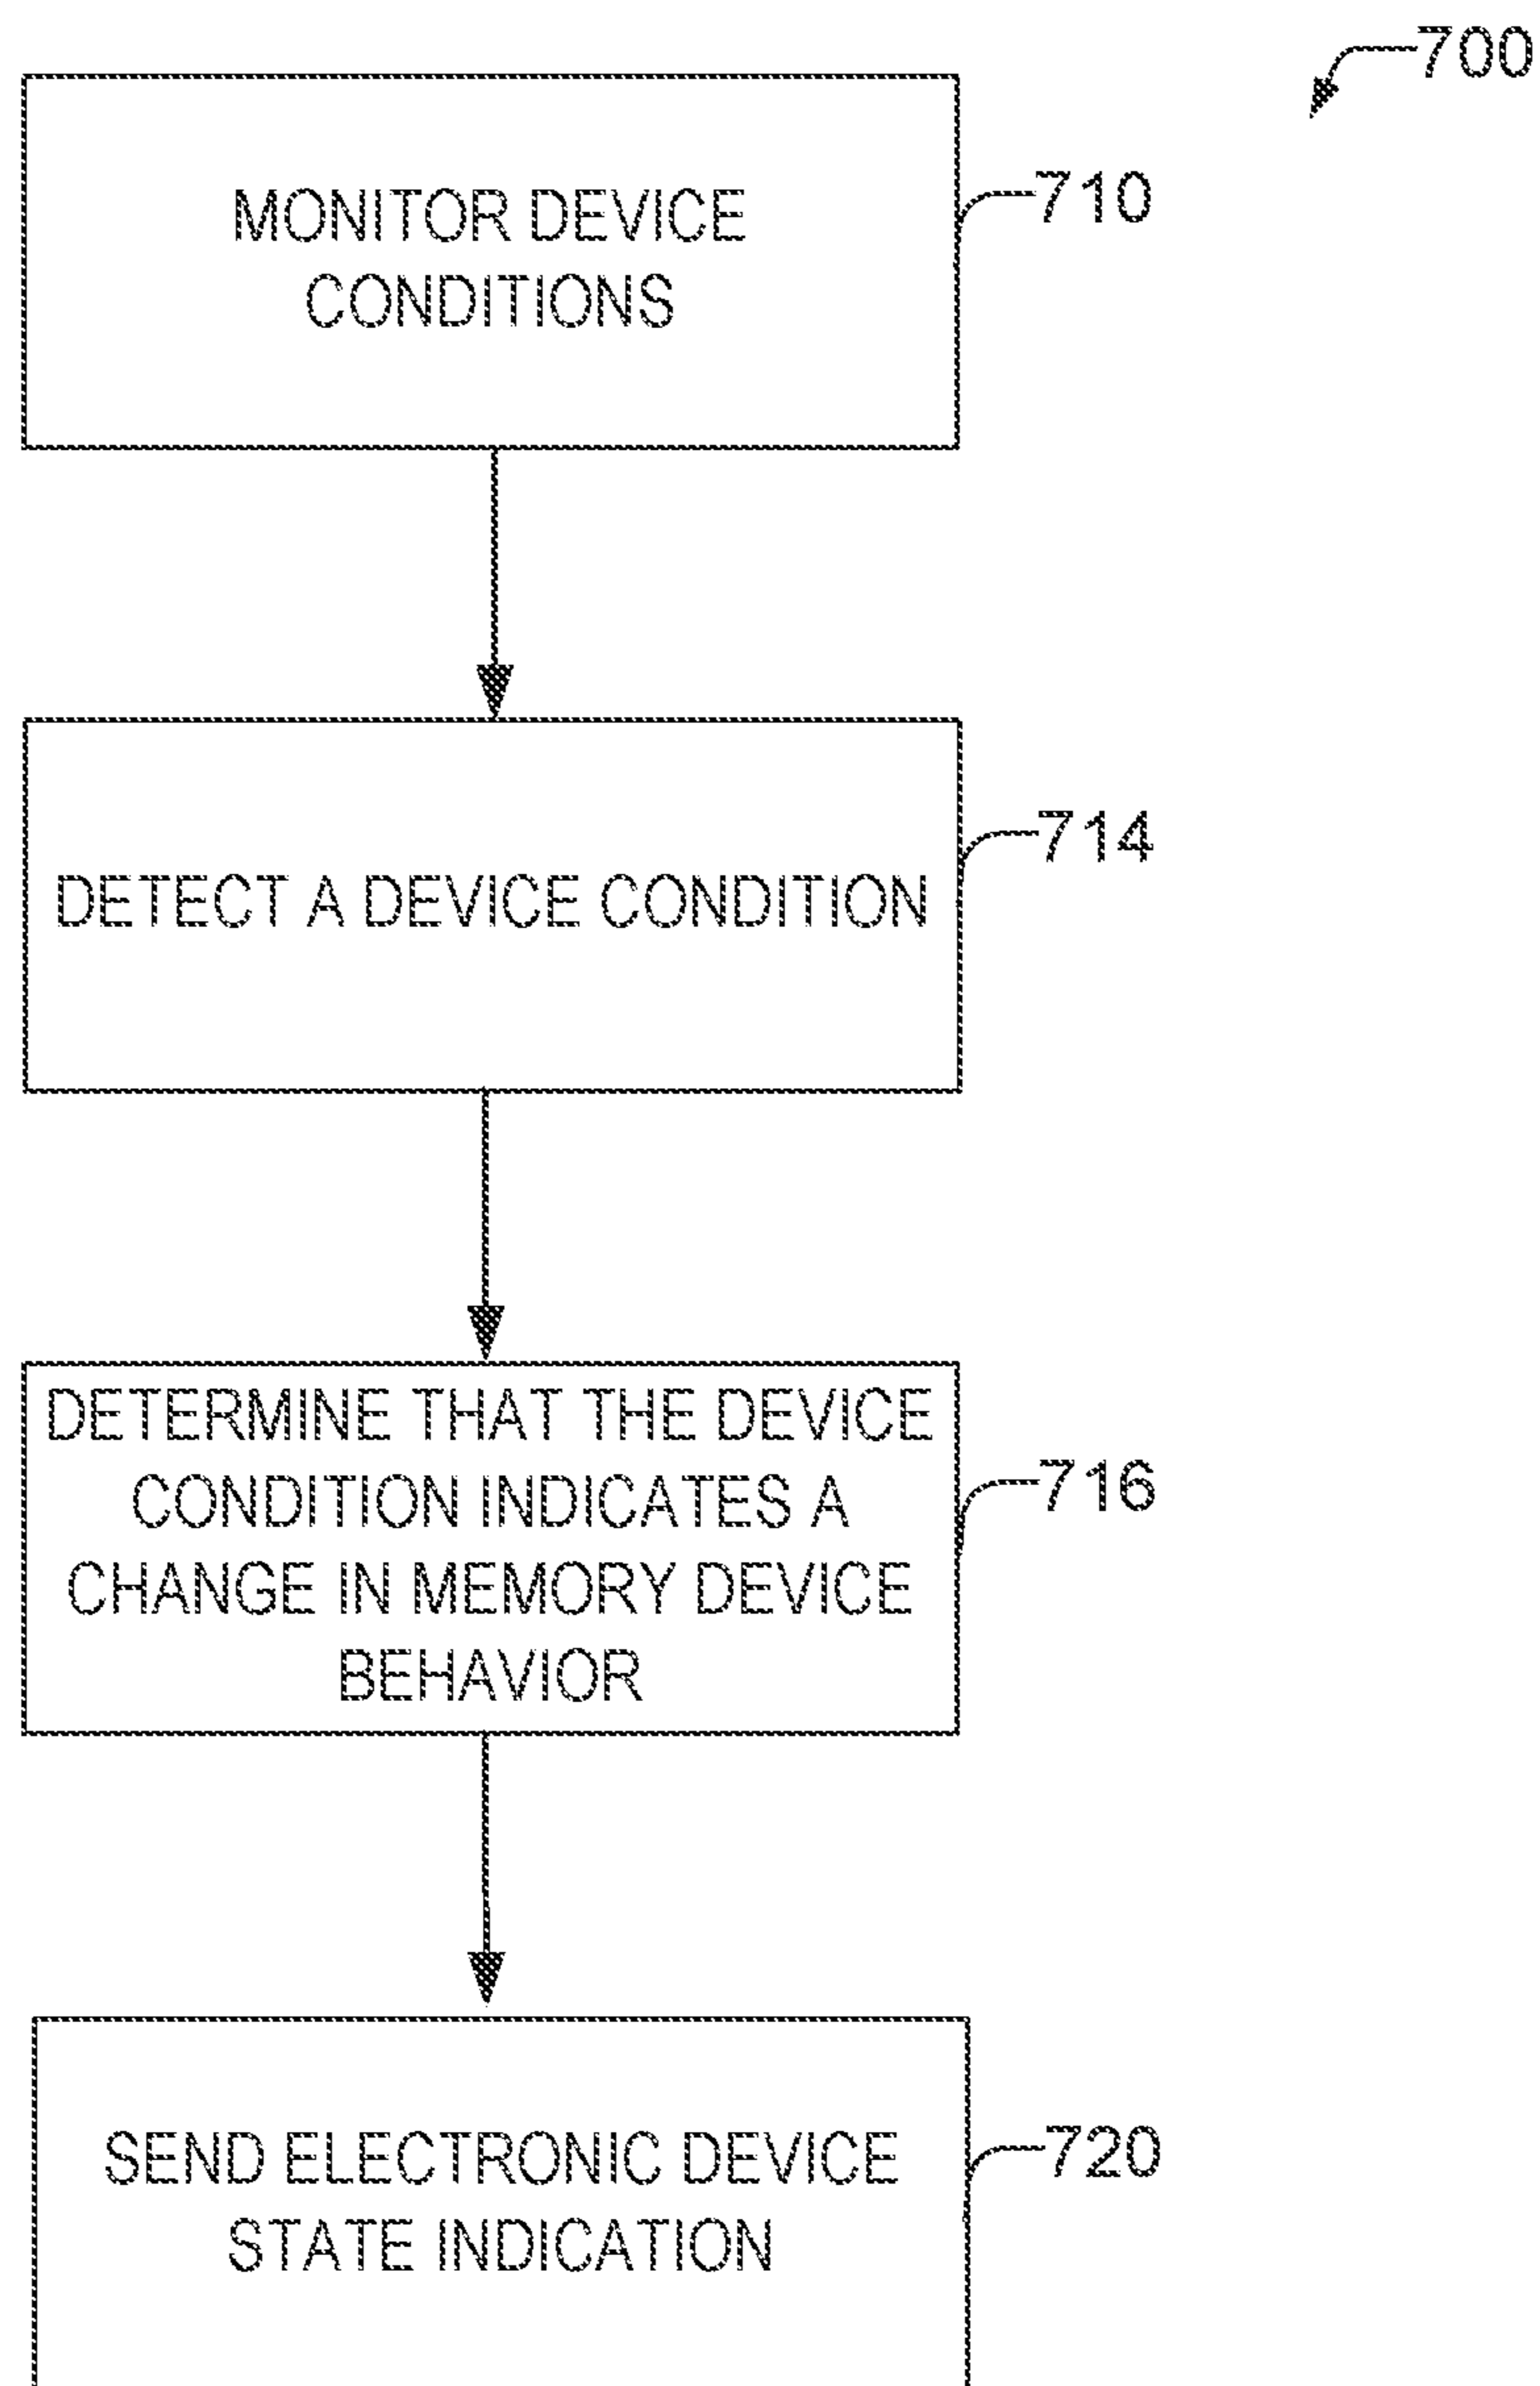 700
MONITOR DEVICE
CONDITIONS
710
DETECT A DEVICE CONDITION
714
DETERMINE THAT THE DEVICE
CONDITION INDICATES A
CHANGE IN MEMORY DEVICE
BEHAVIOR
716
SEND ELECTRONIC DEVICE
STATE INDICATION
720